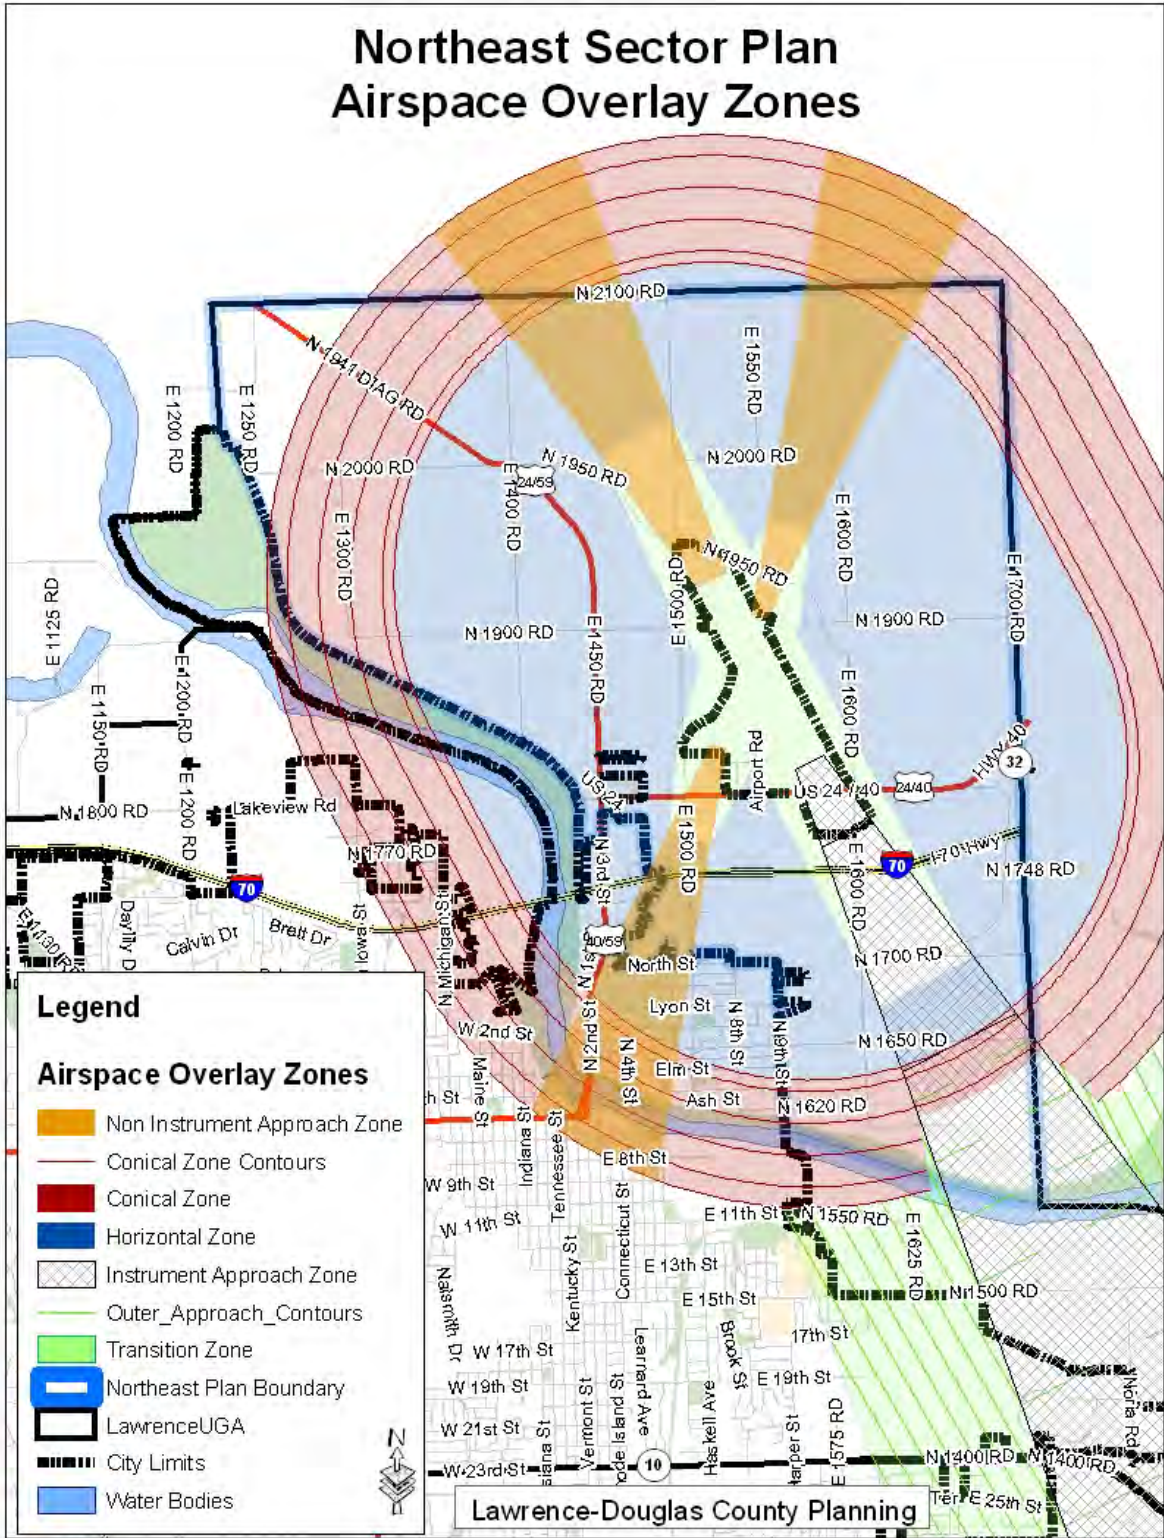 Northeast Sector Plan
Airspace Overlay Zones
N 2100 RD
N 1941 DIAG RD
E 1550 RD
E 1200 RD
E 1250 RD
N 2000 RD
N 1950 RD
N 2000 RD
24/59
E 1400 RD
E 1300 RD
E 1600 RD
N 1950 RD
E 1500 RD
E 1700 RD
E 1125 RD
N 1900 RD
N 1900 RD
E 1450 RD
E 1200 RD
E 1150 RD
E 1600 RD
Airport Rd
HWY 40
32
US 24
US 24 / 40
24/40
E 1200 RD
N 1800 RD
Lakeview Rd
E 1500 RD
N 1770 RD
N 3rd St
E 1600 RD
I-70 Hwy
70
N 1748 RD
70
E 1130 RD
Calvin Dr
Brett Dr
N Michigan St
40/59
N 1st
North St
N 1700 RD
Lyon St
W 2nd St
N 2nd St
N 8th St
N 1650 RD
Maine St
N 4th St
Elm St
Ash St
N 1620 RD
Indiana St
Tennessee St
E 8th St
W 9th St
Connecticut St
E 11th St
N 1550 RD
W 11th St
E 1625 RD
Kentucky St
E 13th St
Naismith Dr
E 15th St
N 1500 RD
W 17th St
Learnard Ave
Brook St
17th St
W 19th St
E 19th St
Haskell Ave
Vermont St
W 21st St
E 1575 RD
Noria Rd
W 23rd St
10
N 1400 RD
N 1400 RD
E 25th St
Legend
Airspace Overlay Zones
Non Instrument Approach Zone
Conical Zone Contours
Conical Zone
Horizontal Zone
Instrument Approach Zone
Outer_Approach_Contours
Transition Zone
Northeast Plan Boundary
LawrenceUGA
City Limits
Water Bodies
N
Lawrence-Douglas County Planning